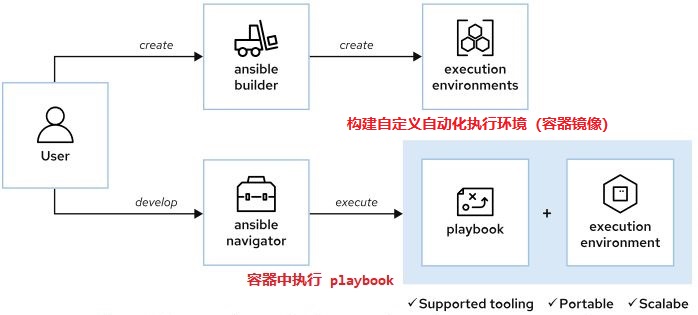 create
create
ansible
builder
execution
environments
构建自定义自动化执行环境 (容器镜像)
User
develop
execute
ansible
navigator
playbook
+
execution
environment
容器中执行 playbook
✓Supported tooling ✓Portable ✓Scalabe